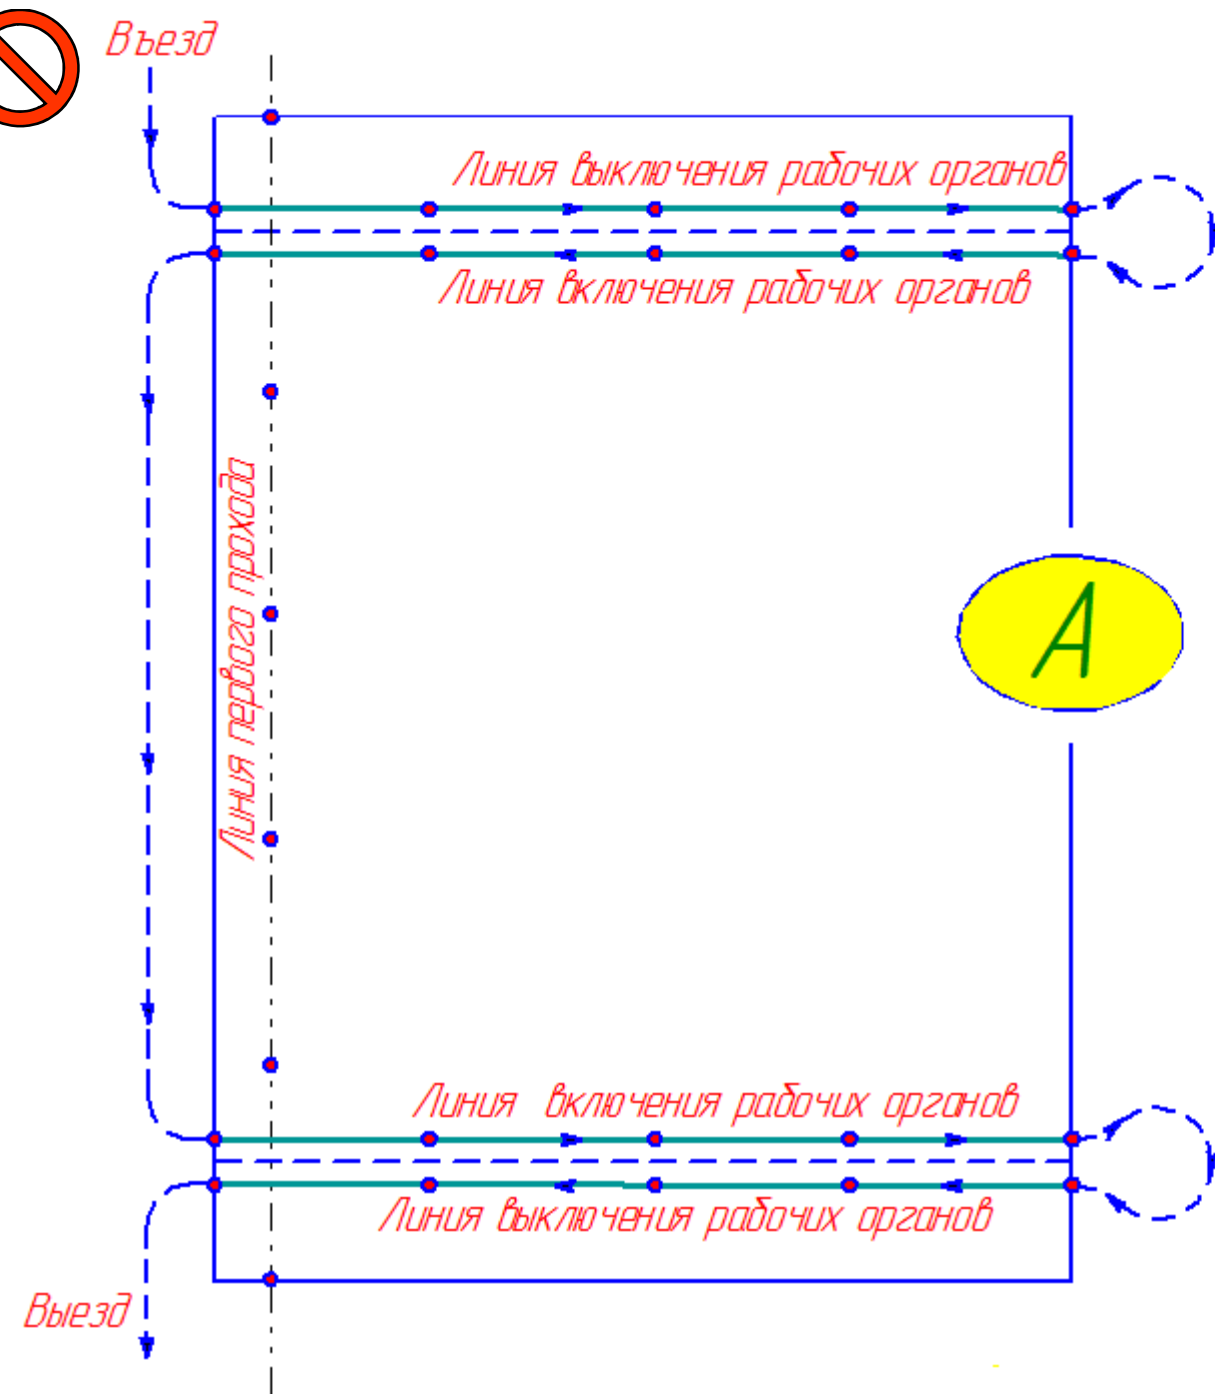 Въезд
Линия выключения рабочих органов
Линия включения рабочих органов
Линия первого прохода
А
Линия включения рабочих органов
Линия выключения рабочих органов
Выезд